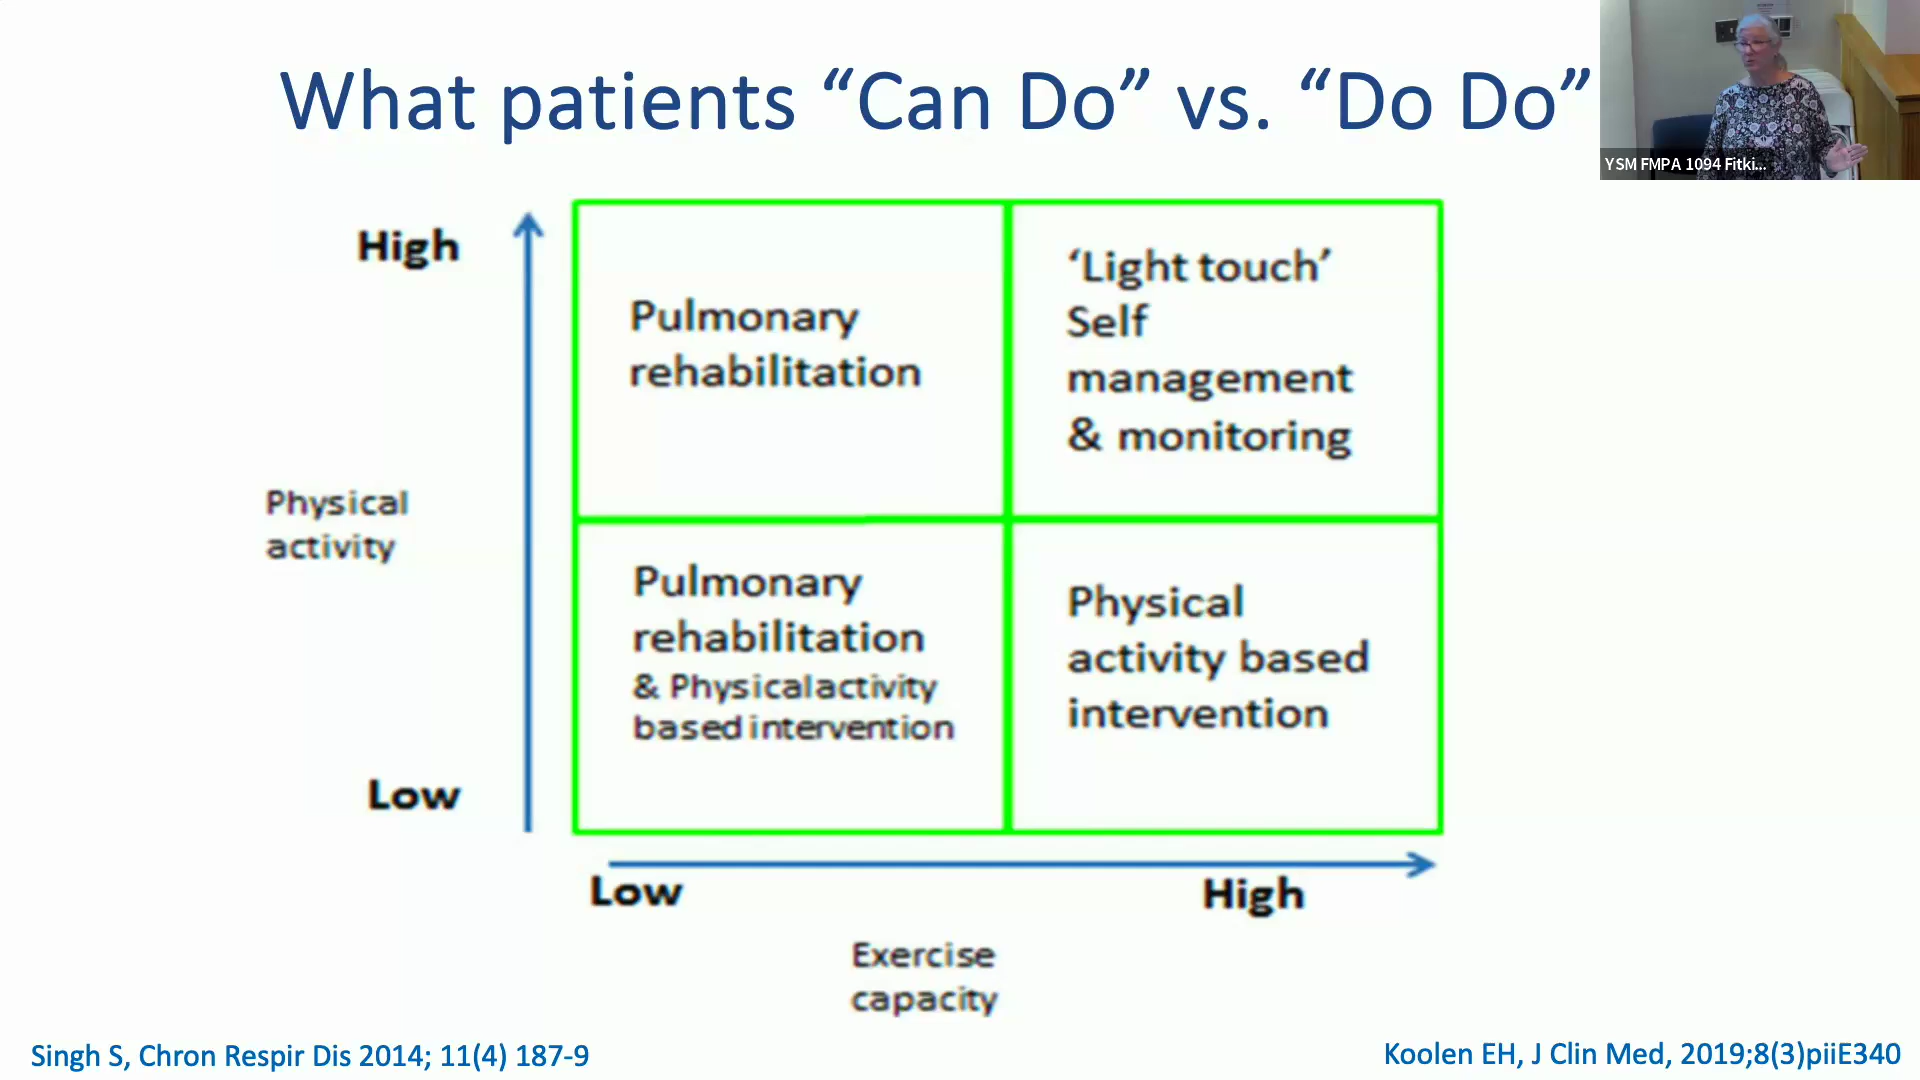 What patients “Can Do” vs. “Do Do”
YSM FMPA 1094 Fitki...
High
Physical
activity
Low
Pulmonary
rehabilitation
‘Light touch’
Self
management
& monitoring
Pulmonary
rehabilitation
& Physical activity
based intervention
Physical
activity based
intervention
Low
High
Exercise
capacity
Singh S, Chron Respir Dis 2014; 11(4) 187-9
Koolen EH, J Clin Med, 2019;8(3)piiE340